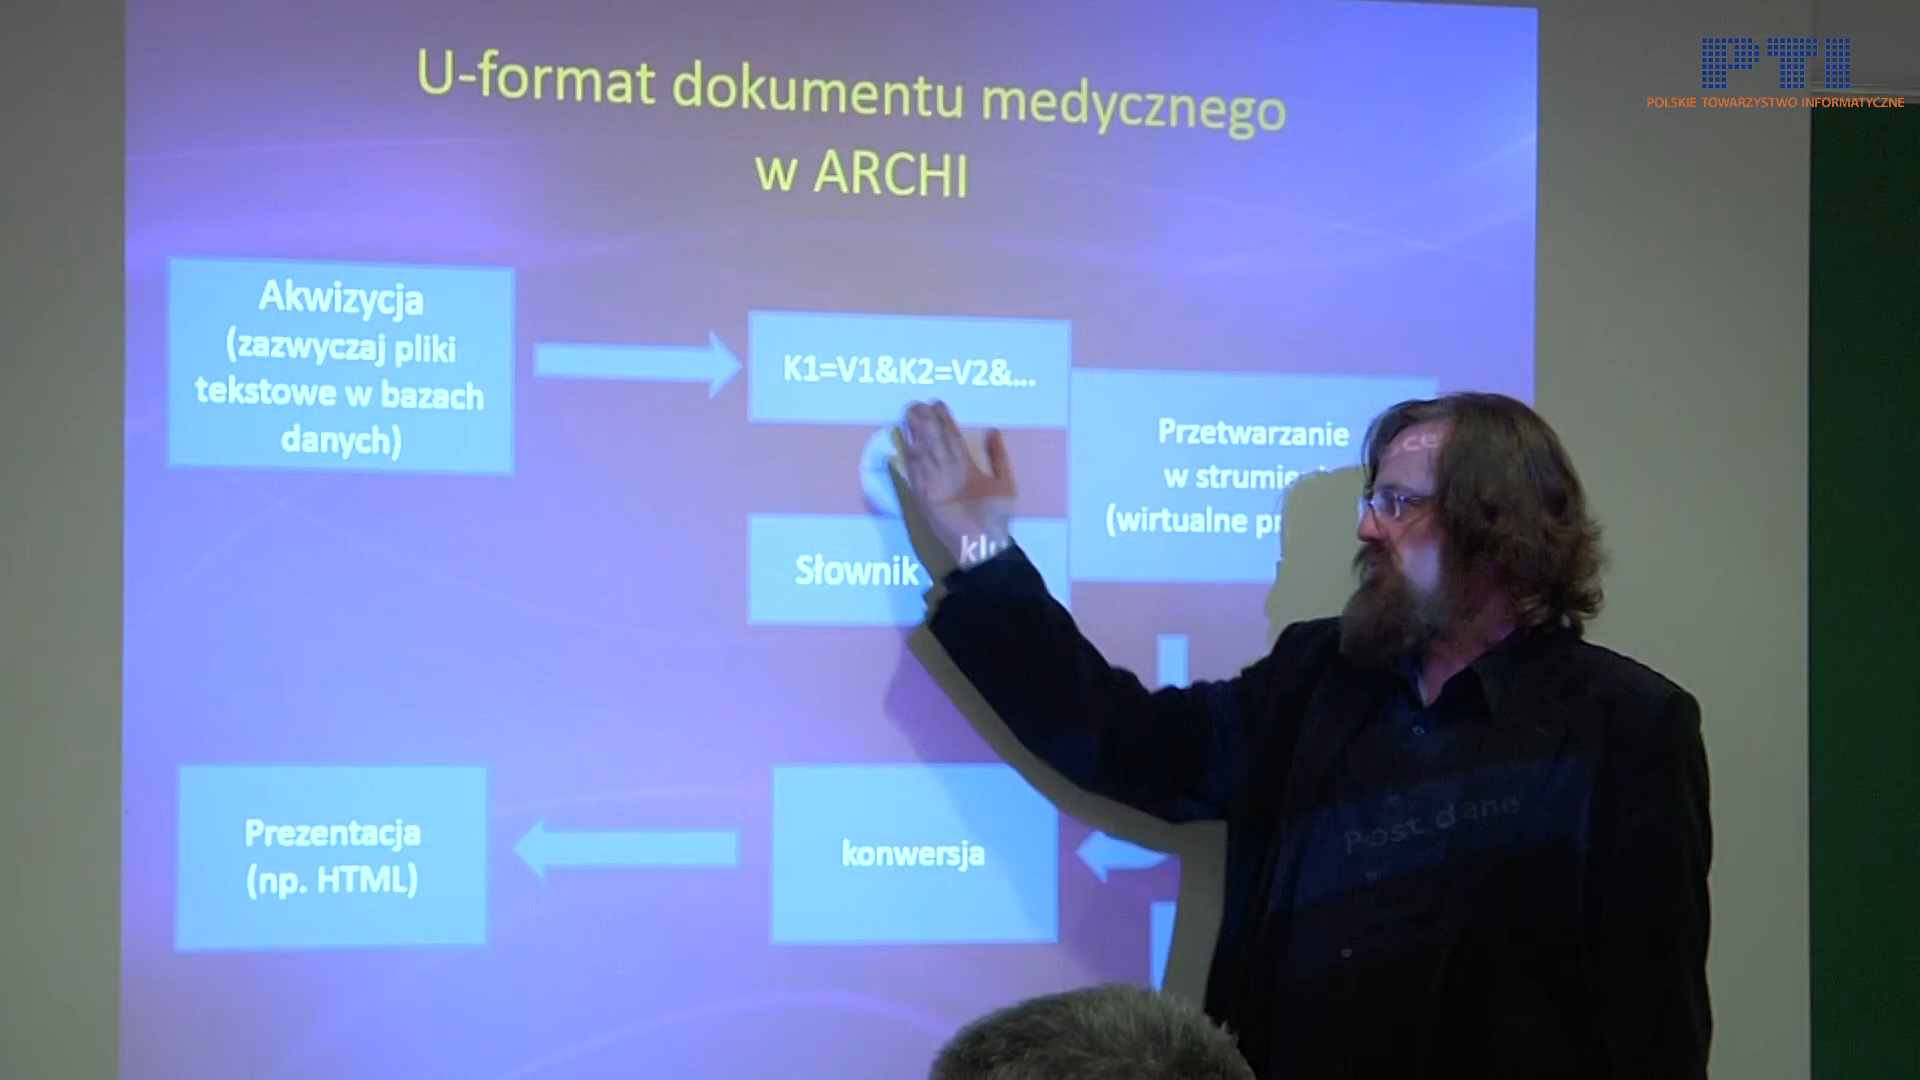 U-format dokumentu medycznego
w ARCHI
PTI
POLSKIE TOWARZYSTWO INFORMATYCZNE
Akwizycja
(zazwyczaj pliki
tekstowe w bazach
danych)
K1=V1&K2=V2&...
Przetwarzanie
w
(wirtualne
Słownik
Prezentacja
(np. HTML)
konwersja